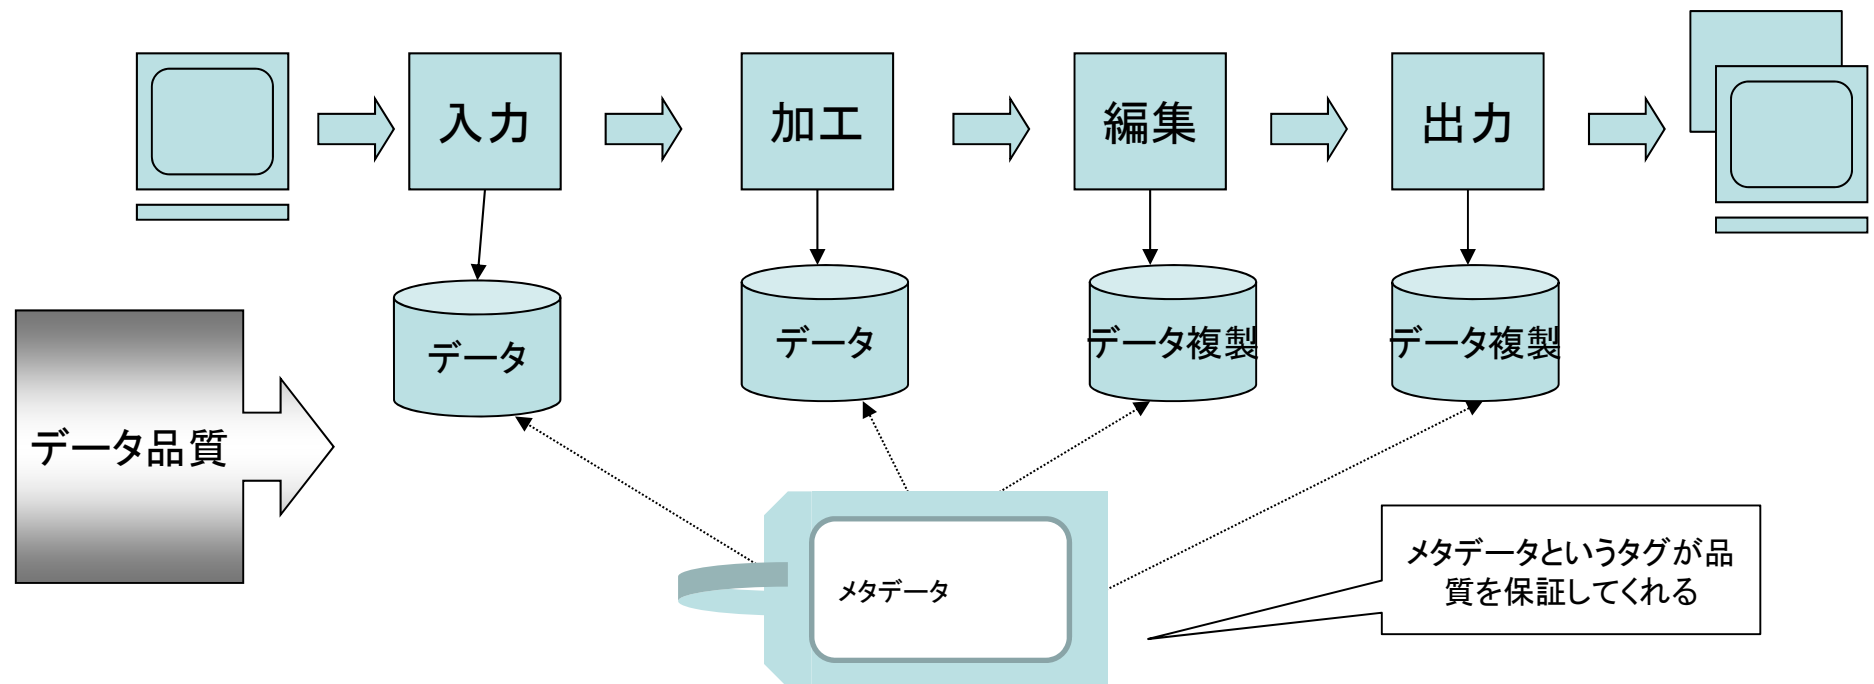 入力
加工
編集
出力
データ
データ
データ複製
データ複製
データ品質
メタデータ
メタデータというタグが品
質を保証してくれる